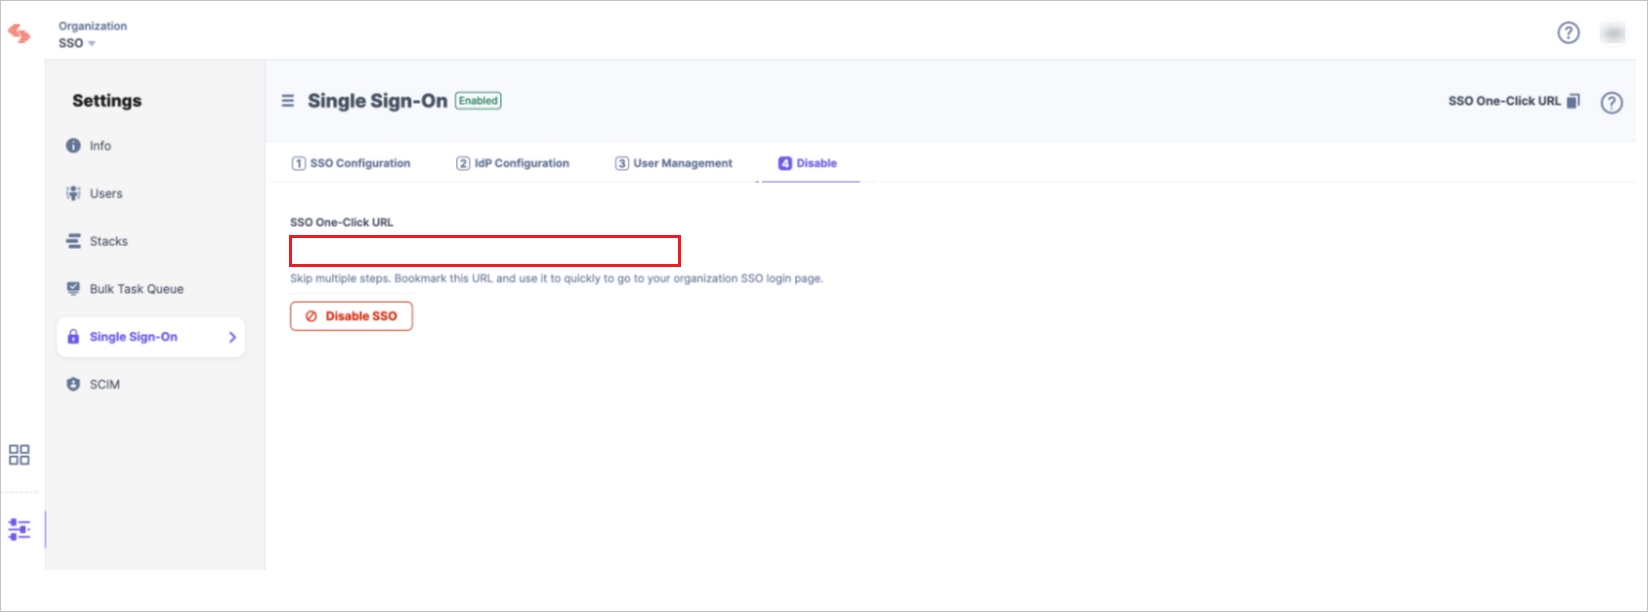 Organization
SSO
Settings
Info
Users
Stacks
Bulk Task Queue
Single Sign-On
SCIM
Single Sign-On Enabled
SSO One-Click URL
1 SSO Configuration
2 IdP Configuration
3 User Management
4 Disable
SSO One-Click URL
Skip multiple steps. Bookmark this URL and use it to quickly to go to your organization SSO login page.
Disable SSO